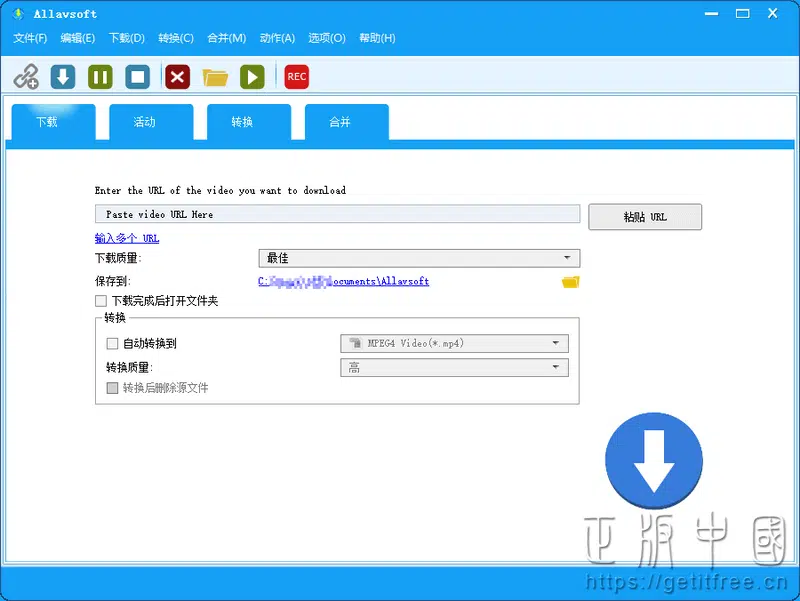 Allavsoft
文件(F) 编辑(E) 下载(D) 转换(C) 合并(M) 动作(A) 选项(O) 帮助(H)
REC
下载 活动 转换 合并
Enter the URL of the video you want to download
Paste video URL Here 粘贴 URL
输入多个 URL
下载质量: 最佳
保存到: C: ocuments\Allavsoft
下载完成后打开文件夹
转换
自动转换到 MPEG4 Video(*.mp4)
转换质量: 高
转换后删除源文件
正版中國
https://getitfree.cn